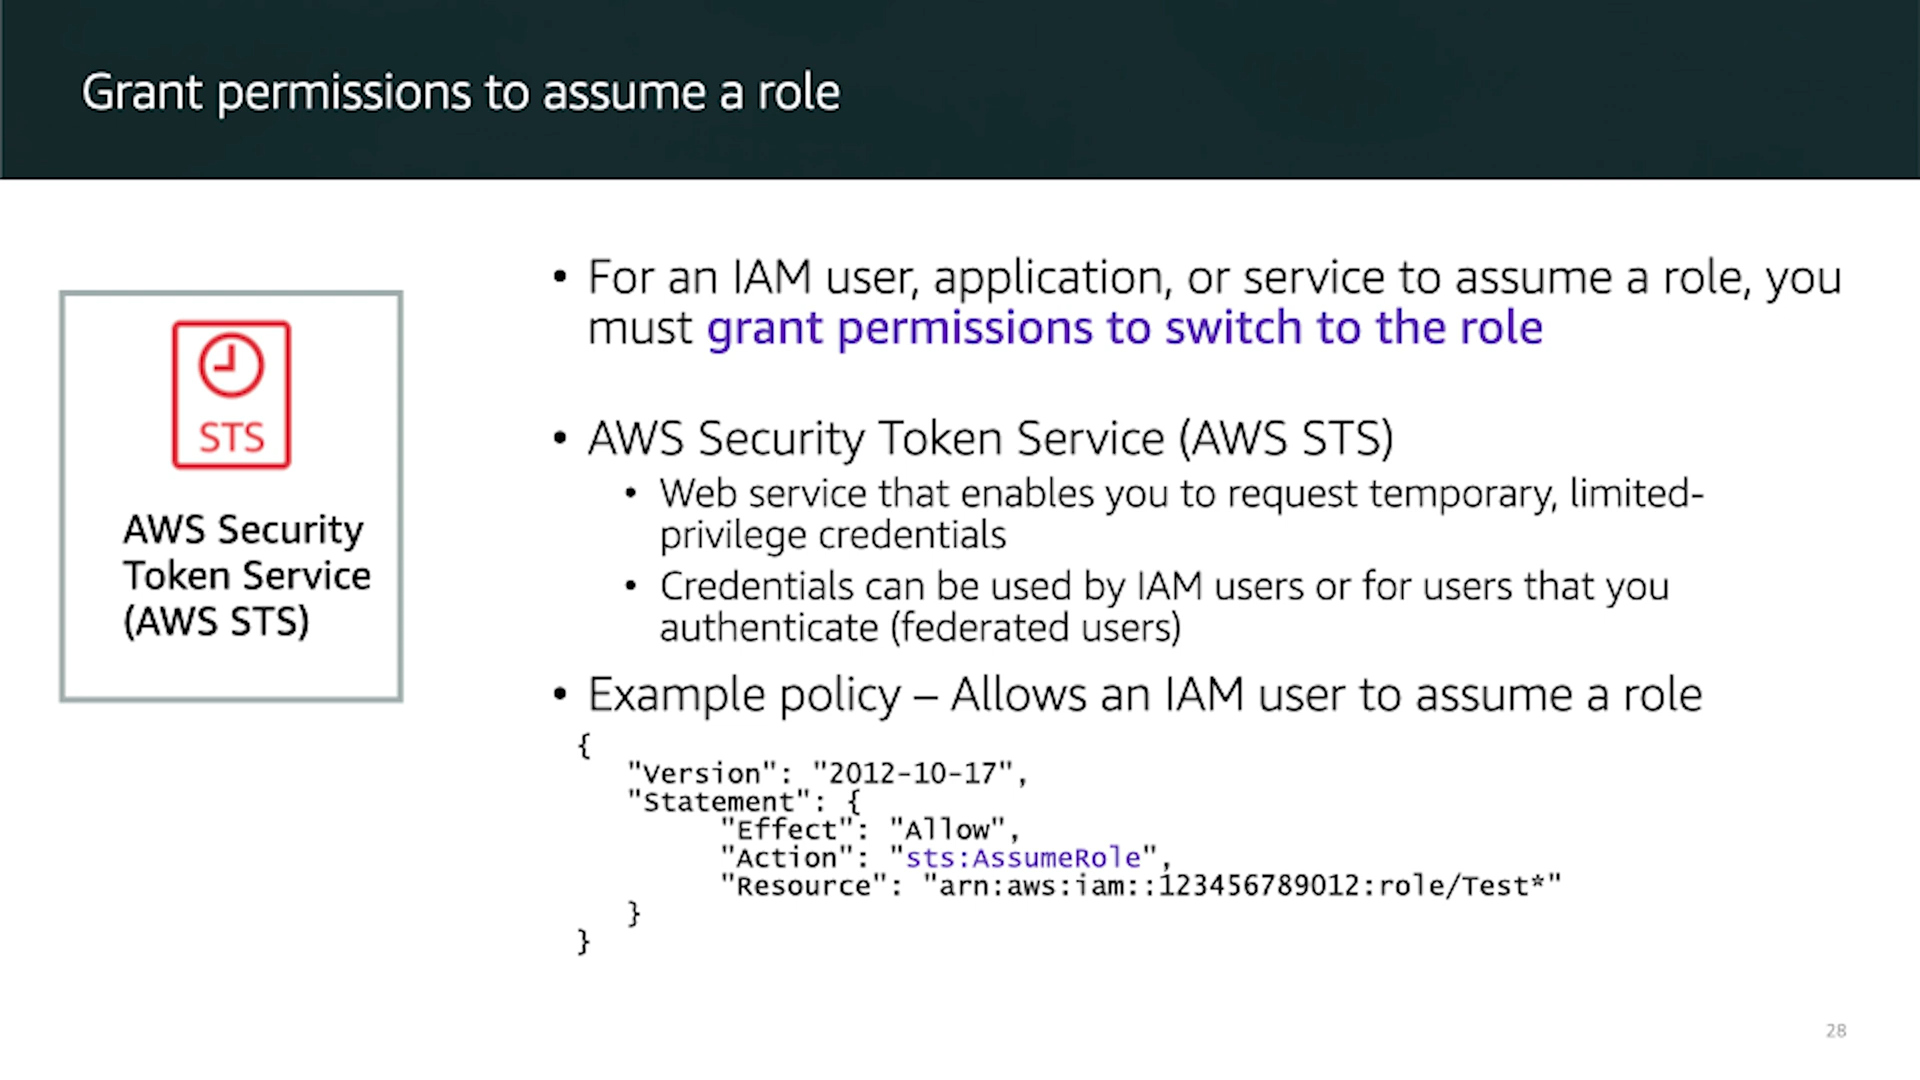 Grant permissions to assume a role
STS
AWS Security
Token Service
(AWS STS)
• For an IAM user, application, or service to assume a role, you
must grant permissions to switch to the role
• AWS Security Token Service (AWS STS)
• Web service that enables you to request temporary, limited-
privilege credentials
• Credentials can be used by IAM users or for users that you
authenticate (federated users)
• Example policy – Allows an IAM user to assume a role
{
"Version": "2012-10-17",
"Statement": {
"Effect": "Allow",
"Action": "sts:AssumeRole",
"Resource": "arn:aws:iam::123456789012:role/Test*"
}
}
28